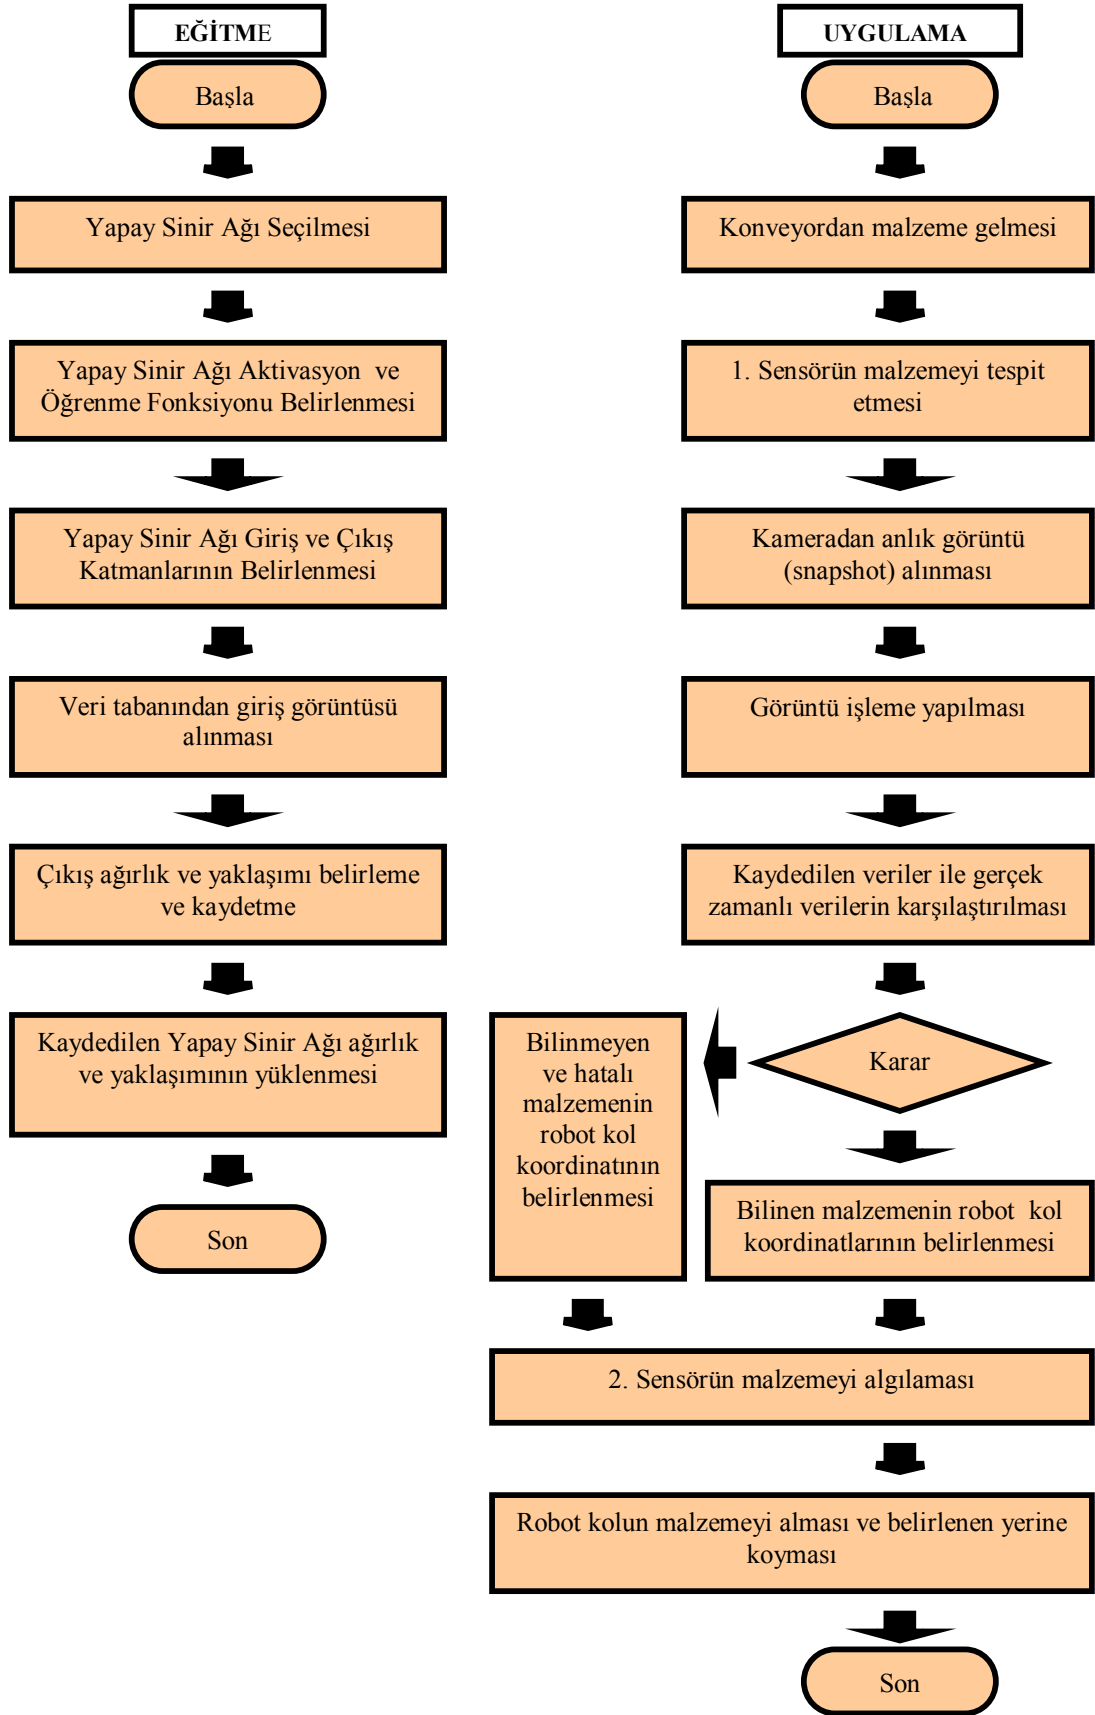 EĞİTME
Başla
Yapay Sinir Ağı Seçilmesi
Yapay Sinir Ağı Aktivasyon ve
Öğrenme Fonksiyonu Belirlenmesi
Yapay Sinir Ağı Giriş ve Çıkış
Katmanlarının Belirlenmesi
Veri tabanından giriş görüntüsü
alınması
Çıkış ağırlık ve yaklaşımı belirleme
ve kaydetme
Kaydedilen Yapay Sinir Ağı ağırlık
ve yaklaşımının yüklenmesi
Son
UYGULAMA
Başla
Konveyordan malzeme gelmesi
1. Sensörün malzemeyi tespit
etmesi
Kameradan anlık görüntü
(snapshot) alınması
Görüntü işleme yapılması
Kaydedilen veriler ile gerçek
zamanlı verilerin karşılaştırılması
Karar
Bilinmeyen
ve hatalı
malzemenin
robot kol
koordinatının
belirlenmesi
Bilinen malzemenin robot kol
koordinatlarının belirlenmesi
2. Sensörün malzemeyi algılaması
Robot kolun malzemeyi alması ve belirlenen yerine
koyması
Son